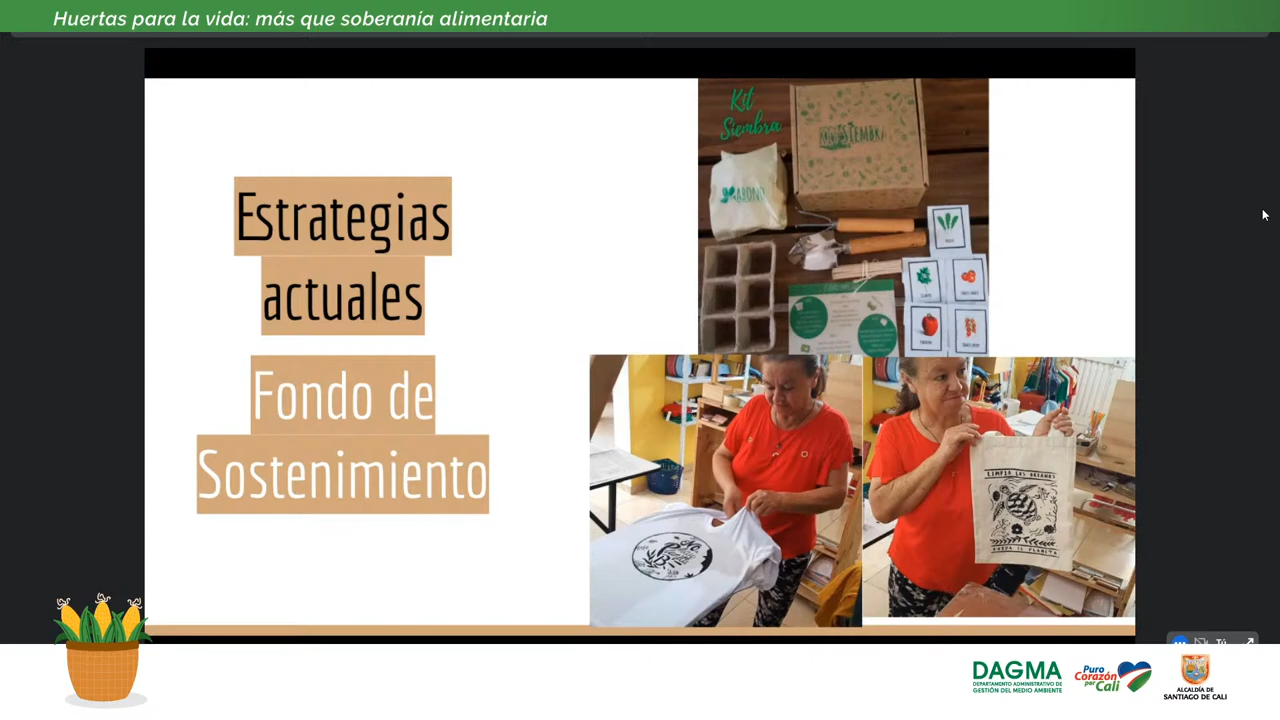 Huertas para la vida: más que soberanía alimentaria
Estrategias
actuales
Fondo de
Sostenimiento
Kit
Siembra
ABONO
LIMPIA LOS OCEANOS
Tú
DAGMA
DEPARTAMENTO ADMINISTRATIVO DE
GESTIÓN DEL MEDIO AMBIENTE
Puro
Corazón
por Cali
ALCALDÍA DE
SANTIAGO DE CALI